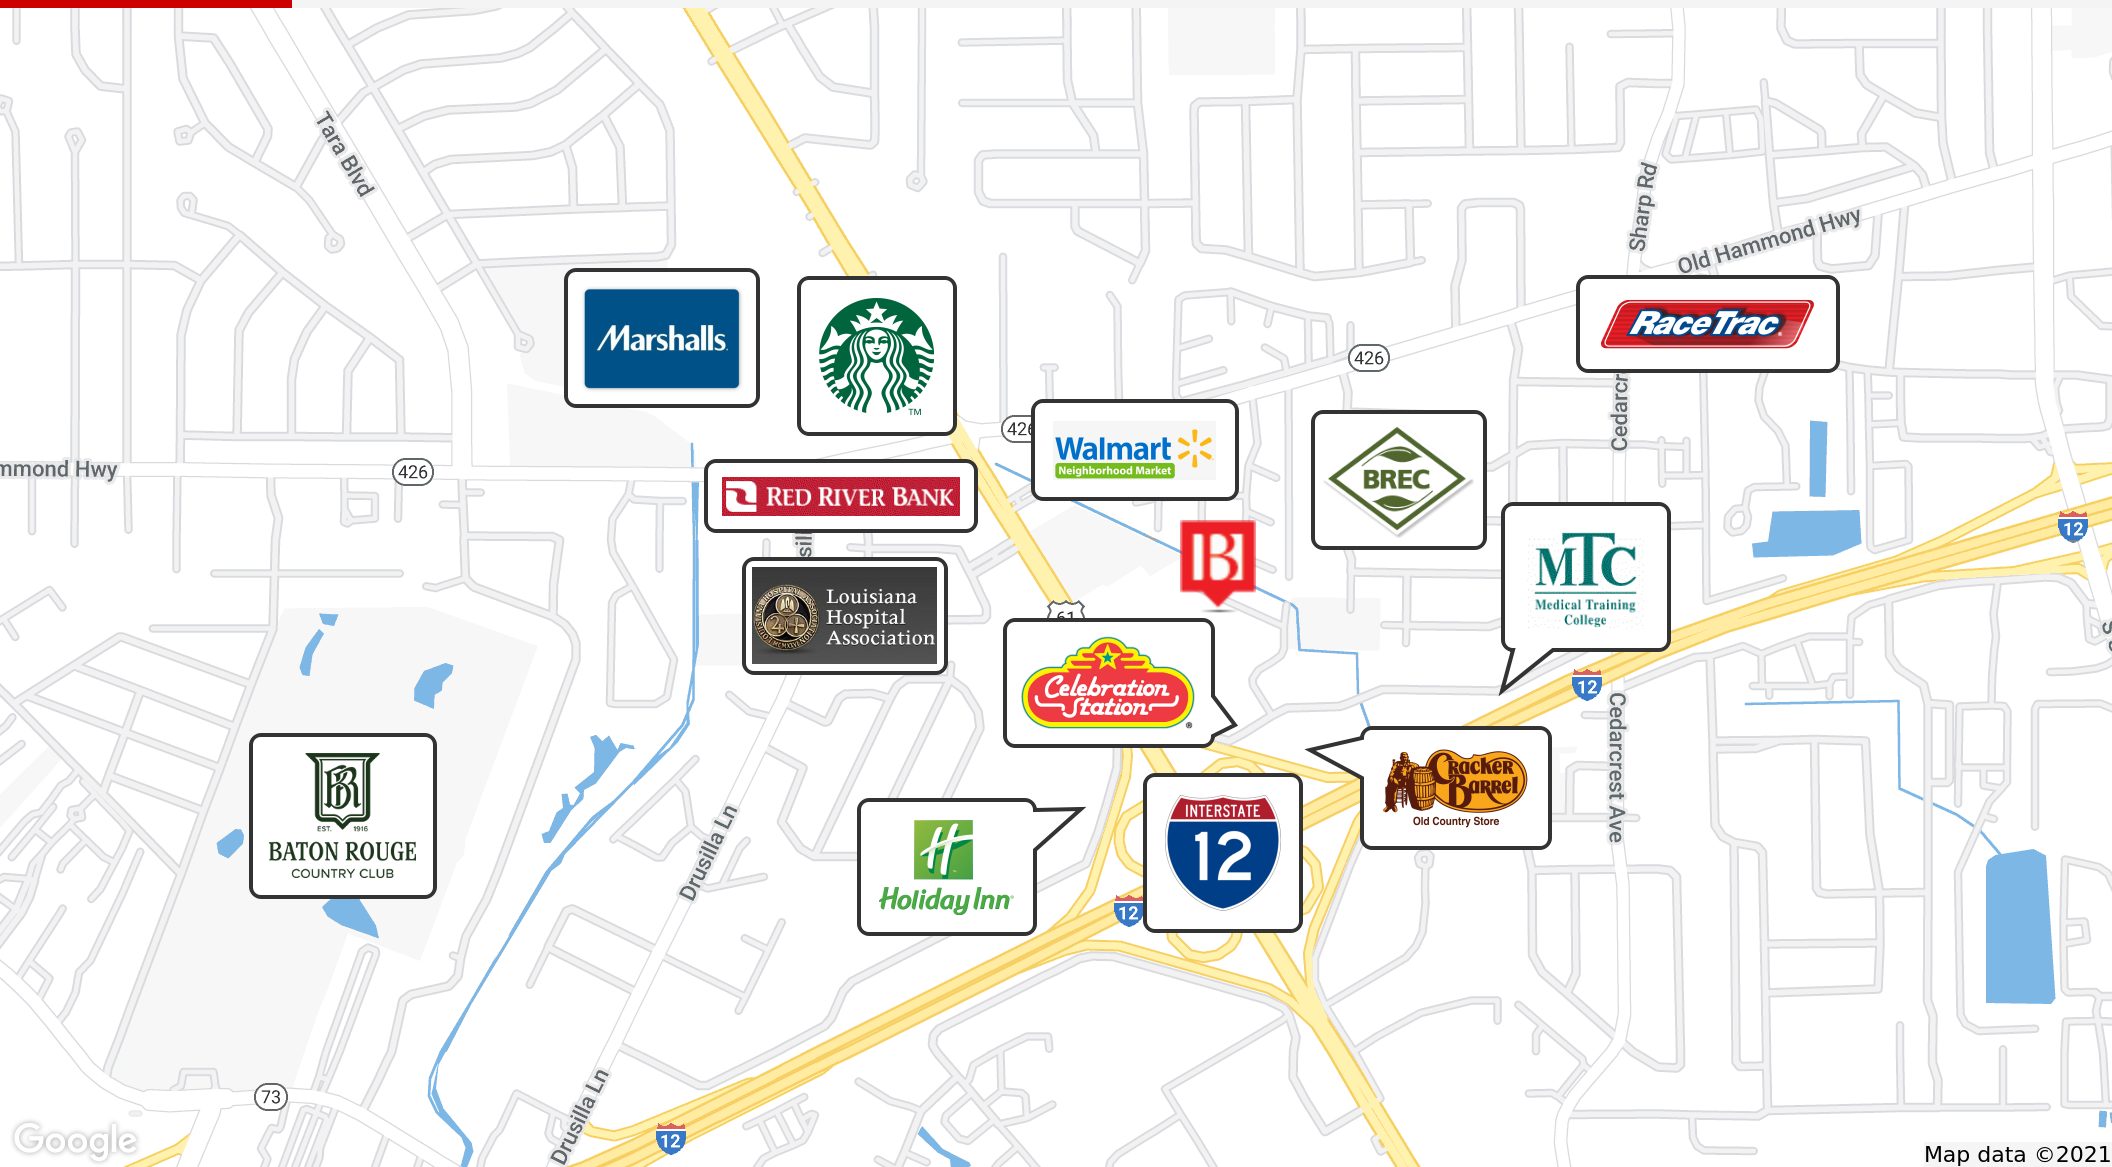 Tara Blvd
Sharp Rd
Old Hammond Hwy
Marshalls
TM
RaceTrac
426
Cedarcr
426
Walmart
Neighborhood Market
BREC
mmond Hwy
426
RED RIVER BANK
12
MTC
Medical Training
College
sill
B
Louisiana
Hospital
Association
61
Celebration
Station
®
12
Cedarcrest Ave
BR
EST. 1916
BATON ROUGE
COUNTRY CLUB
Drusilla Ln
H
Holiday Inn
12
INTERSTATE
12
Cracker
Barrel
Old Country Store
73
Drusilla Ln
12
Google
Map data ©2021